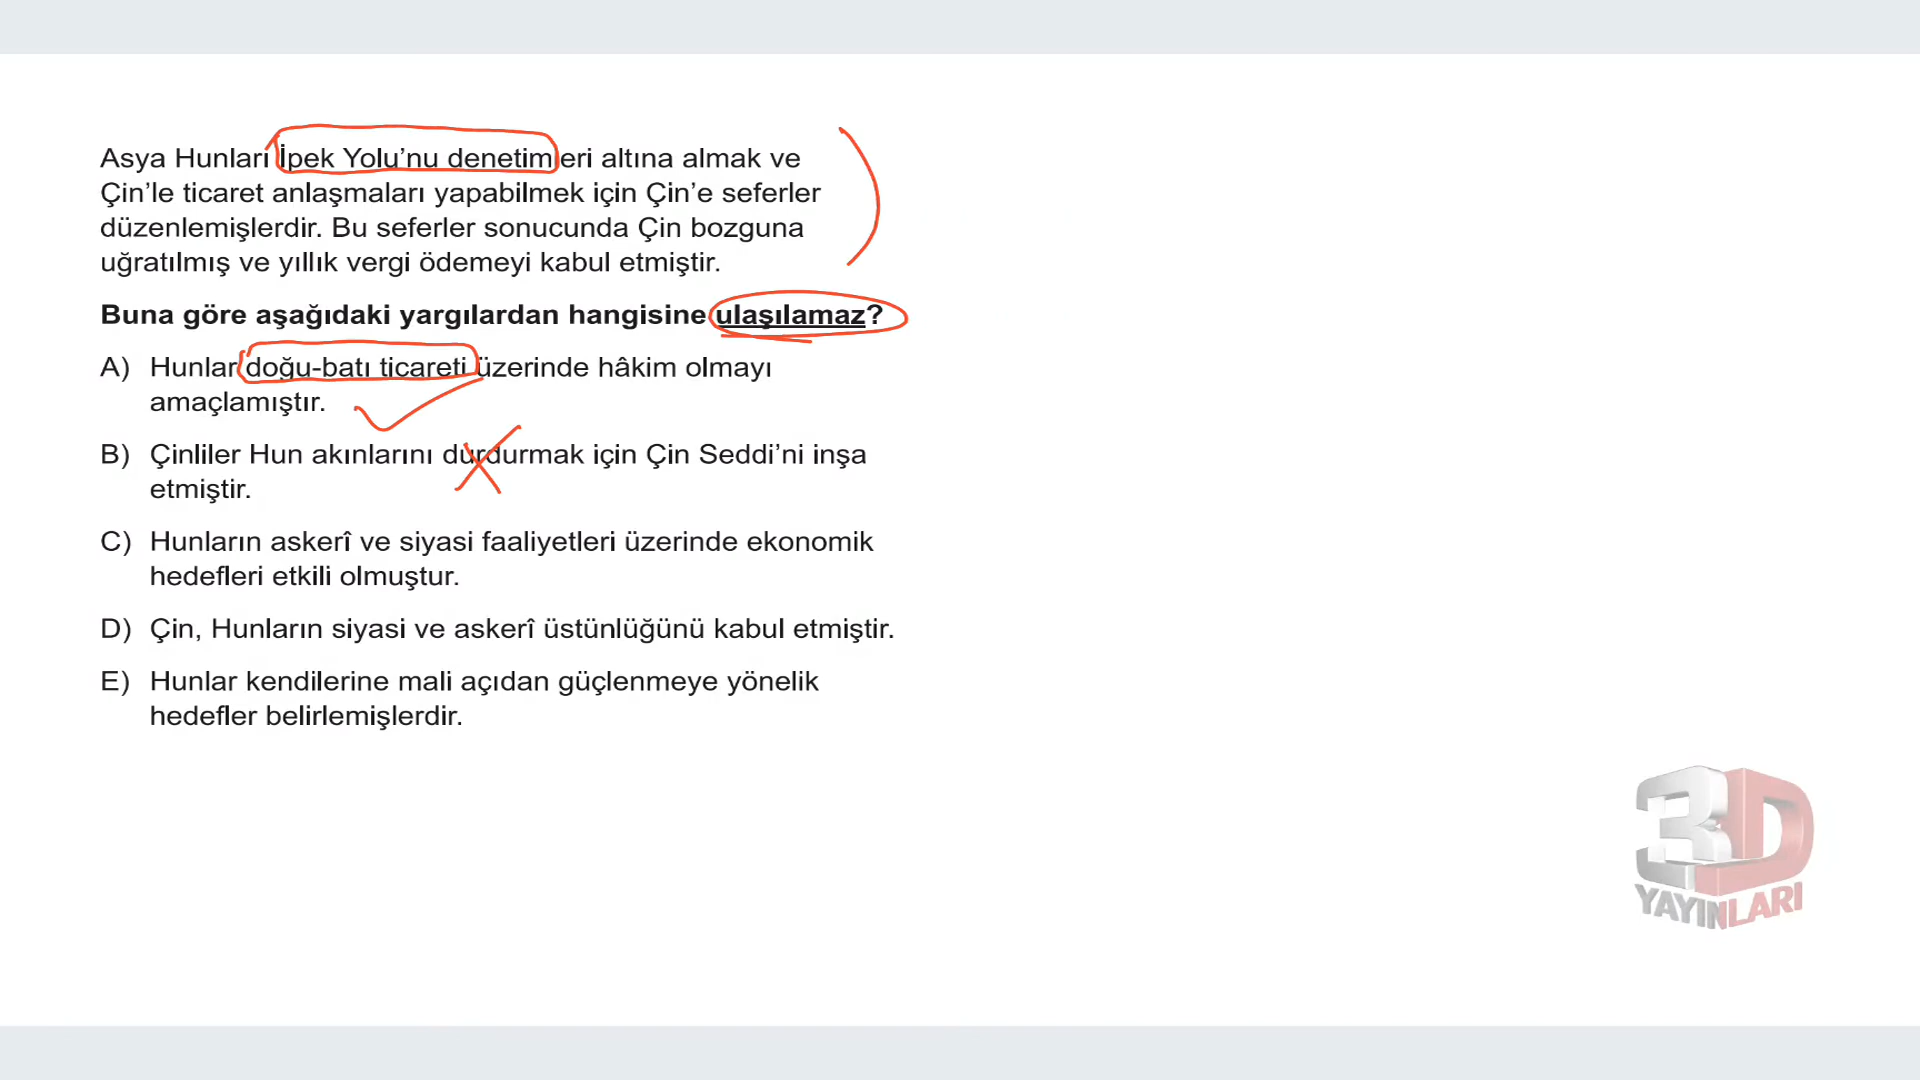 Asya Hunları İpek Yolu'nu denetimleri altına almak ve
Çin'le ticaret anlaşmaları yapabilmek için Çin'e seferler
düzenlemişlerdir. Bu seferler sonucunda Çin bozguna
uğratılmış ve yıllık vergi ödemeyi kabul etmiştir.
Buna göre aşağıdaki yargılardan hangisine ulaşılamaz?
A) Hunlar doğu-batı ticareti üzerinde hâkim olmayı
amaçlamıştır.
B) Çinliler Hun akınlarını durdurmak için Çin Seddi'ni inşa
etmiştir.
C) Hunların askerî ve siyasi faaliyetleri üzerinde ekonomik
hedefleri etkili olmuştur.
D) Çin, Hunların siyasi ve askerî üstünlüğünü kabul etmiştir.
E) Hunlar kendilerine mali açıdan güçlenmeye yönelik
hedefler belirlemişlerdir.
3D
YAYINLARI